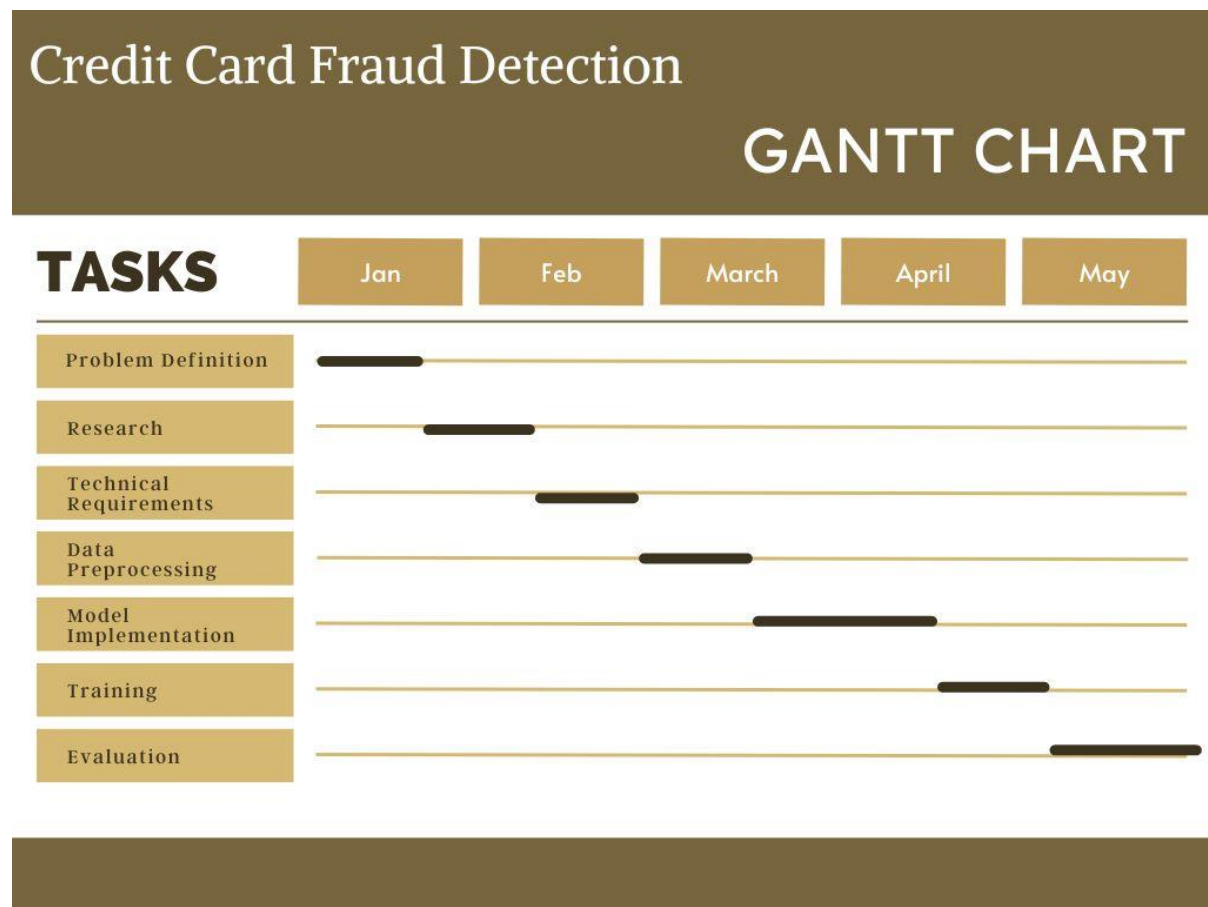 Credit Card Fraud Detection
GANTT CHART
TASKS
Jan
Feb
March
April
May
Problem Definition
Research
Technical
Requirements
Data
Preprocessing
Model
Implementation
Training
Evaluation